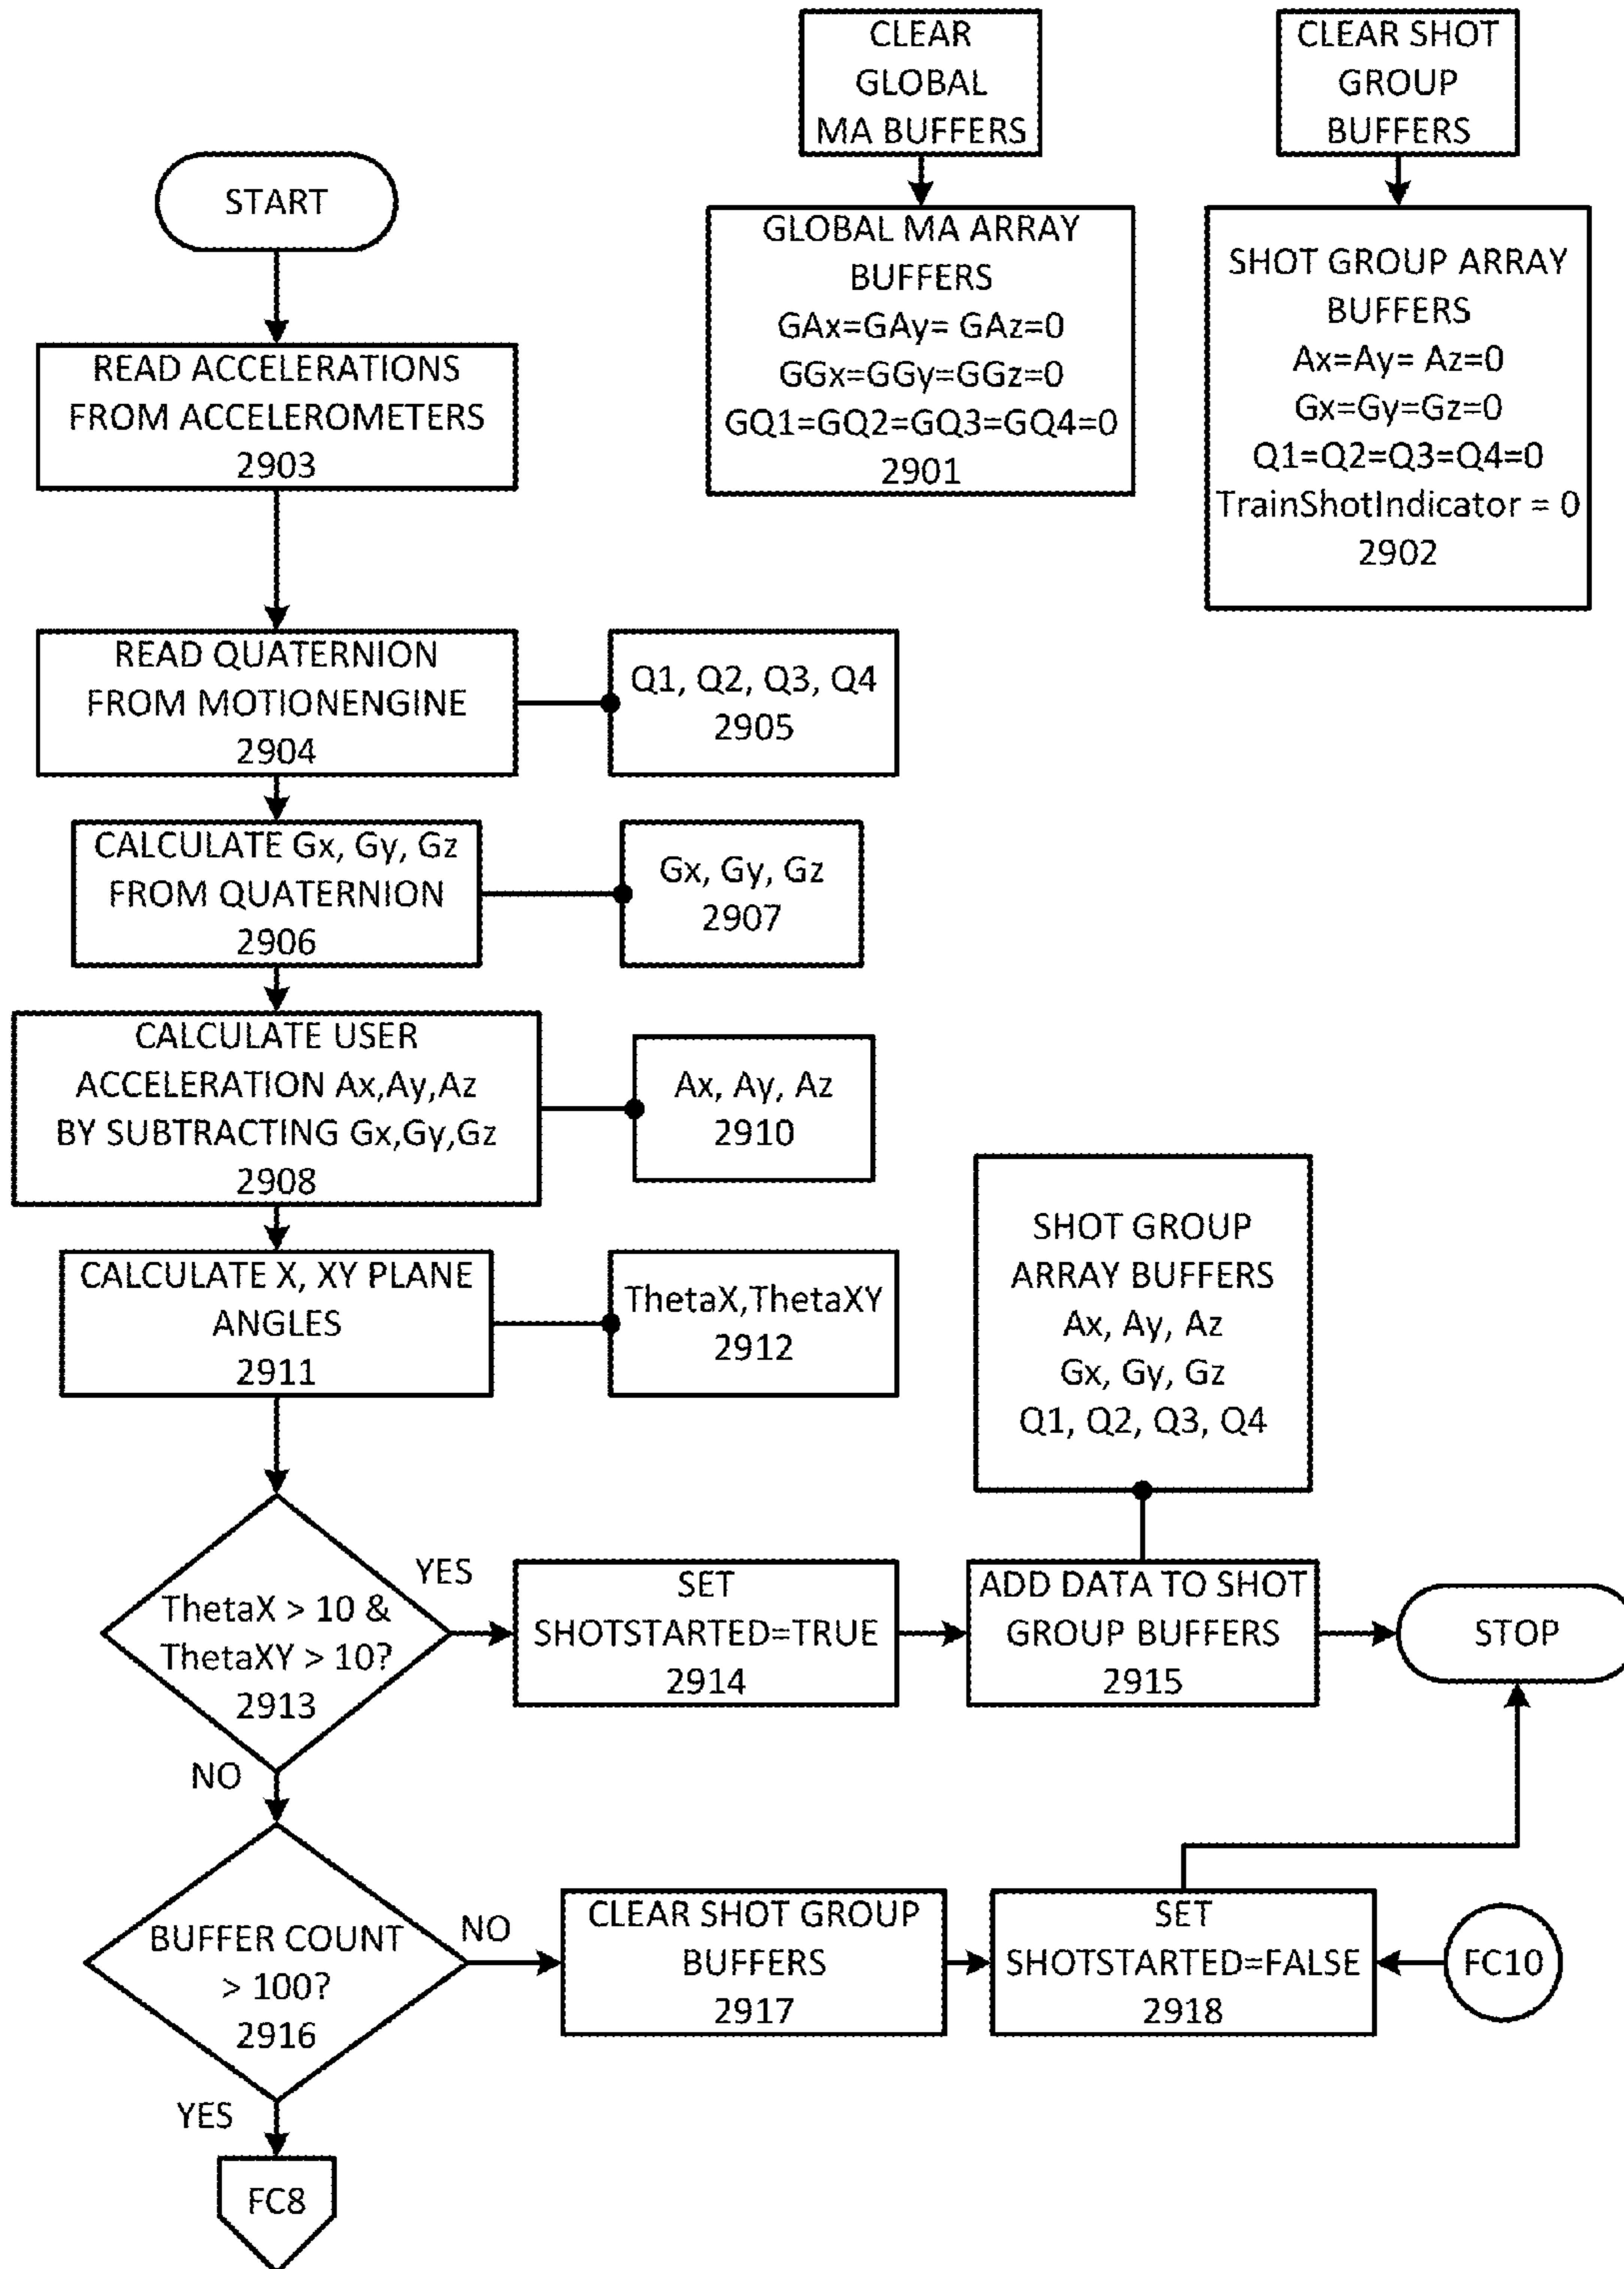 CLEAR
GLOBAL
MA BUFFERS
CLEAR SHOT
GROUP
BUFFERS
START
GLOBAL MA ARRAY
BUFFERS
GAx=GAy= GAz=0
GGx=GGy=GGz=0
GQ1=GQ2=GQ3=GQ4=0
2901
SHOT GROUP ARRAY
BUFFERS
Ax=Ay= Az=0
Gx=Gy=Gz=0
Q1=Q2=Q3=Q4=0
TrainShotIndicator = 0
2902
READ ACCELERATIONS
FROM ACCELEROMETERS
2903
READ QUATERNION
FROM MOTIONENGINE
2904
Q1, Q2, Q3, Q4
2905
CALCULATE Gx, Gy, Gz
FROM QUATERNION
2906
Gx, Gy, Gz
2907
CALCULATE USER
ACCELERATION Ax,Ay,Az
BY SUBTRACTING Gx,Gy,Gz
2908
Ax, Ay, Az
2910
CALCULATE X, XY PLANE
ANGLES
2911
ThetaX,ThetaXY
2912
SHOT GROUP
ARRAY BUFFERS
Ax, Ay, Az
Gx, Gy, Gz
Q1, Q2, Q3, Q4
ThetaX > 10 &
ThetaXY > 10?
2913
YES
SET
SHOTSTARTED=TRUE
2914
ADD DATA TO SHOT
GROUP BUFFERS
2915
STOP
NO
BUFFER COUNT
> 100?
2916
NO
CLEAR SHOT GROUP
BUFFERS
2917
SET
SHOTSTARTED=FALSE
2918
FC10
YES
FC8